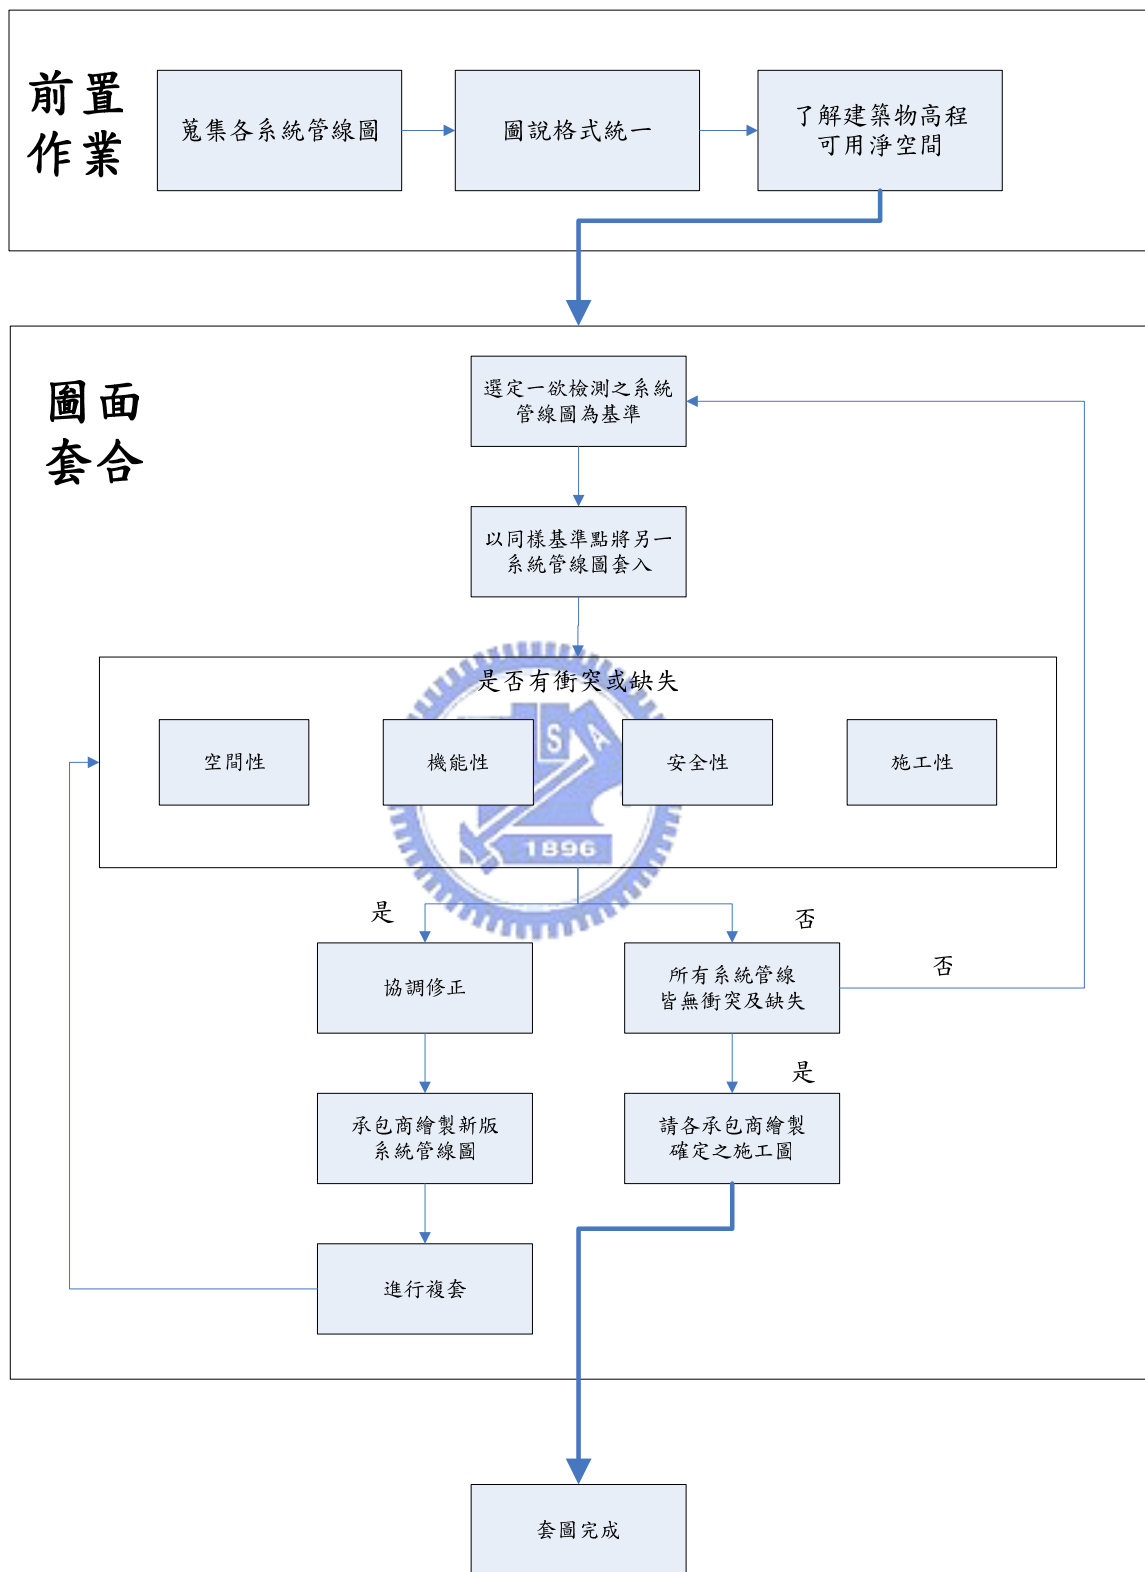 前置
作業
蒐集各系統管線圖
圖說格式統一
了解建築物高程
可用淨空間
圖面
套合
選定一欲檢測之系統
管線圖為基準
以同樣基準點將另一
系統管線圖套入
是否有衝突或缺失
空間性
機能性
安全性
施工性
S
A
1896
是
否
協調修正
所有系統管線
皆無衝突及缺失
否
是
承包商繪製新版
系統管線圖
請各承包商繪製
確定之施工圖
進行複套
套圖完成